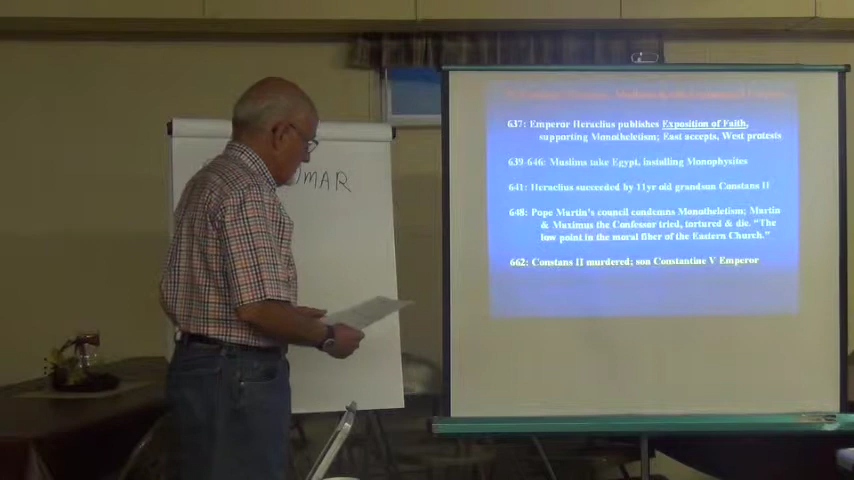 OMAR
637: Emperor Heraclius publishes Exposition of Faith,
supporting Monotheletism; East accepts, West protests
639-646: Muslims take Egypt, installing Monophysites
641: Heraclius succeeded by 11yr old grandson Constans II
648: Pope Martin's council condemns Monotheletism; Martin
& Maximus the Confessor tried, tortured & die. "The
low point in the moral fiber of the Eastern Church."
662: Constans II murdered; son Constantine V Emperor